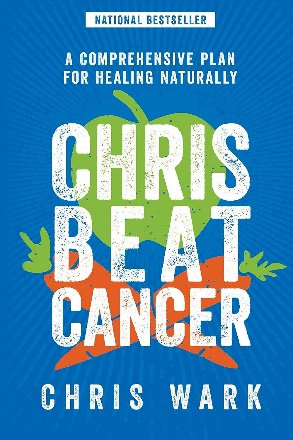 NATIONAL BESTSELLER
A COMPREHENSIVE PLAN
FOR HEALING NATURALLY
CHRIS
BEAT
CANCER
CHRIS WARK